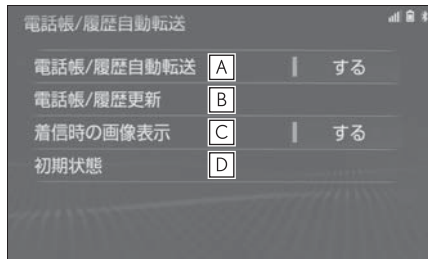 電話帳/履歴自動転送
電話帳/履歴自動転送 A する
電話帳/履歴更新 B
着信時の画像表示 C する
初期状態 D